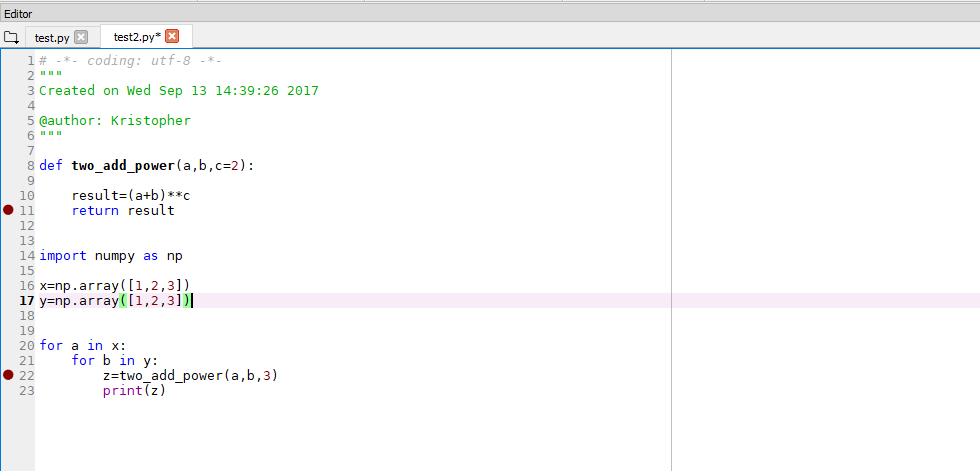 Editor
test.py
test2.py*
1 # -*- coding: utf-8 -*-
2 """
3 Created on Wed Sep 13 14:39:26 2017
4
5 @author: Kristopher
6 """
7
8 def two_add_power(a,b,c=2):
9
10     result=(a+b)**c
11     return result
12
13
14 import numpy as np
15
16 x=np.array([1,2,3])
17 y=np.array([1,2,3])
18
19
20 for a in x:
21     for b in y:
22         z=two_add_power(a,b,3)
23         print(z)